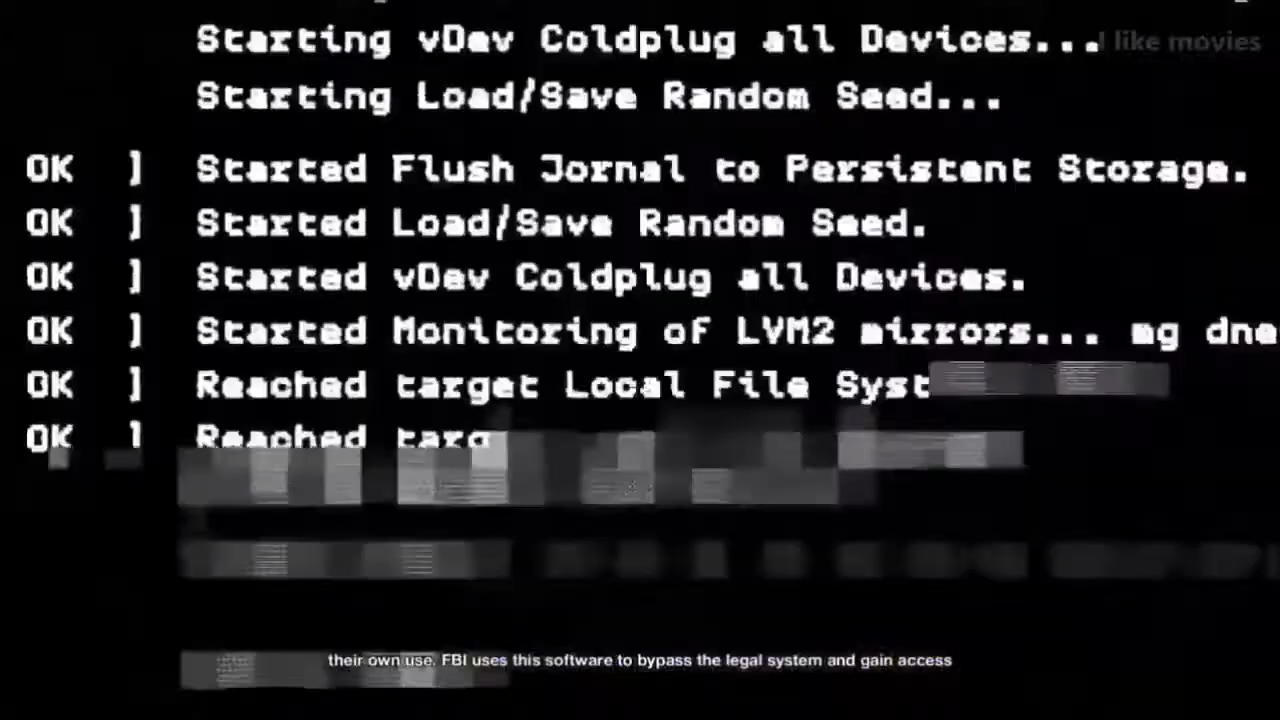 Starting vDev Coldplug all Devices...
I like movies
Starting Load/Save Random Seed...
OK ] Started Flush Jornal to Persistent Storage.
OK ] Started Load/Save Random Seed.
OK ] Started vDev Coldplug all Devices.
OK ] Started Monitoring of LVM2 mirrors... mg dne
OK ] Reached target Local File Syst
OK ] Reached targ
their own use. FBI uses this software to bypass the legal system and gain access